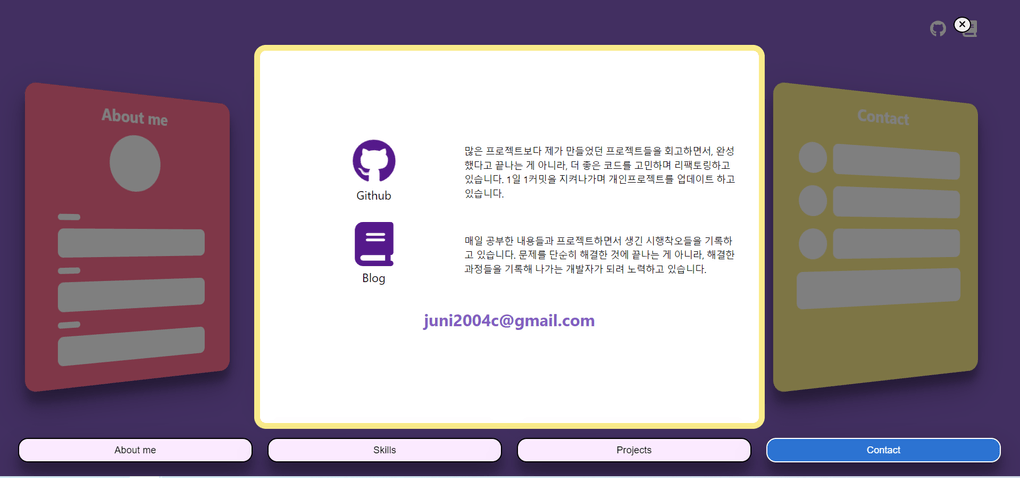 About me
Contact
Github
많은 프로젝트보다 제가 만들었던 프로젝트들을 회고하면서, 완성
했다고 끝나는 게 아니라, 더 좋은 코드를 고민하며 리팩토링하고
있습니다. 1일 1커밋을 지켜나가며 개인프로젝트를 업데이트 하고
있습니다.
Blog
매일 공부한 내용들과 프로젝트하면서 생긴 시행착오들을 기록하
고 있습니다. 문제를 단순히 해결한 것에 끝나는 게 아니라, 해결한
과정들을 기록해 나가는 개발자가 되려 노력하고 있습니다.
juni2004c@gmail.com
About me
Skills
Projects
Contact